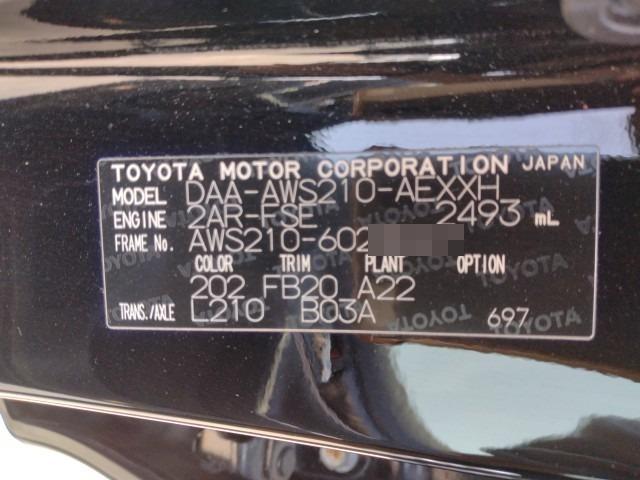 TOYOTA MOTOR CORPORATION JAPAN
MODEL DAA-AWS210-AEXXH
ENGINE 2AR-FSE 2493 mL
FRAME No. AWS210-602
COLOR TRIM PLANT OPTION
202 FB20 A22
TRANS./AXLE L210 B03A 697